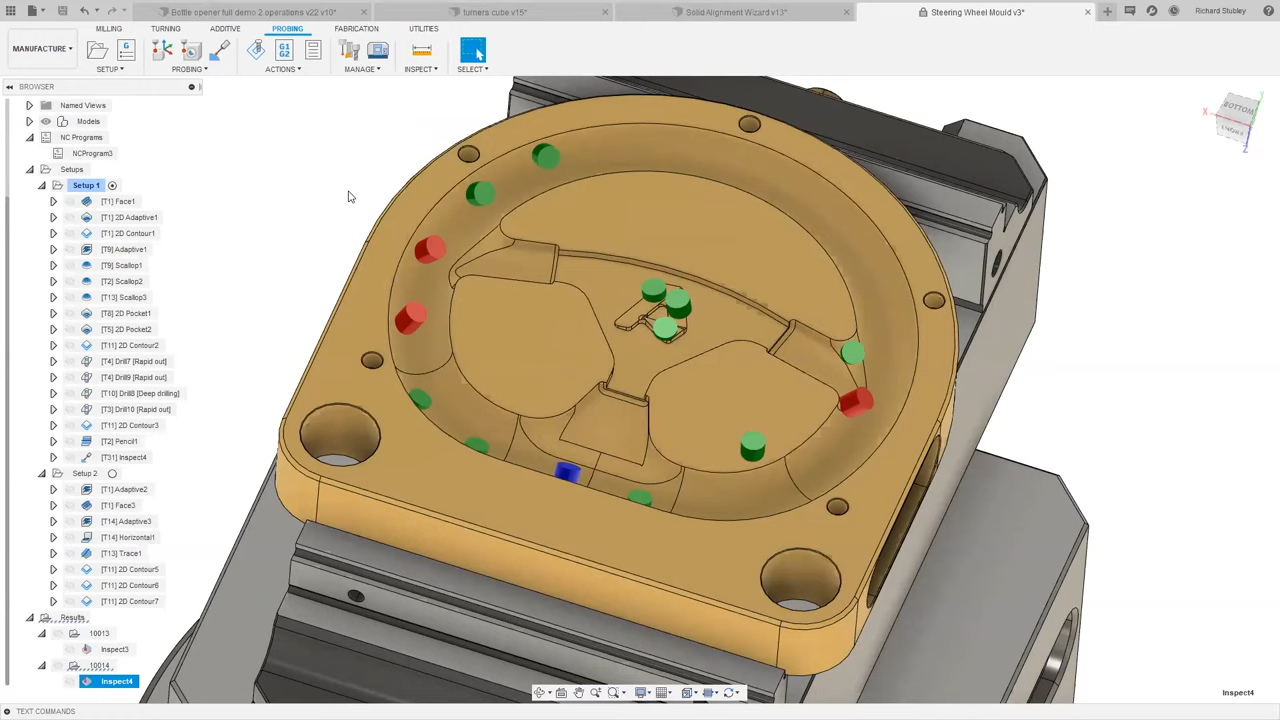 Bottle opener full demo 2 operations v22 v10*
turners cube v15*
Solid Alignment Wizard v13*
Steering Wheel Mould v3*
Richard Stubley
MILLING
TURNING
ADDITIVE
PROBING
FABRICATION
UTILITIES
MANUFACTURE
G1
G2
SETUP
PROBING
ACTIONS
MANAGE
INSPECT
SELECT
BROWSER
Named Views
Models
NC Programs
NCProgram3
Setups
Setup 1
[T1] Face1
[T1] 2D Adaptive1
[T1] 2D Contour1
[T9] Adaptive1
[T9] Scallop1
[T2] Scallop2
[T13] Scallop3
[T8] 2D Pocket1
[T5] 2D Pocket2
[T11] 2D Contour2
[T4] Drill7 [Rapid out]
[T4] Drill9 [Rapid out]
[T10] Drill8 [Deep drilling]
[T3] Drill10 [Rapid out]
[T11] 2D Contour3
[T2] Pencil1
[T31] Inspect4
Setup 2
[T1] Adaptive2
[T1] Face3
[T14] Adaptive3
[T14] Horizontal1
[T13] Trace1
[T11] 2D Contour5
[T11] 2D Contour6
[T11] 2D Contour7
Results
10013
Inspect3
10014
Inspect4
BOTTOM
FRONT
X
Y
Z
Inspect4
TEXT COMMANDS